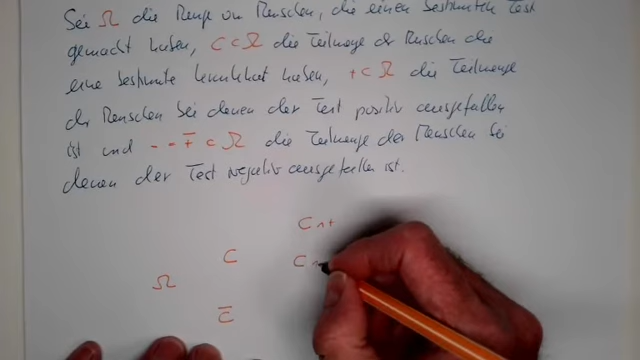 Sei Ω die Menge von Menschen, die einen bestimmten Test
gemacht haben, C ⊂ Ω die Teilmenge der Menschen die
eine bestimmte Krankheit haben, + ⊂ Ω die Teilmenge
der Menschen bei denen der Test positiv ausgefallen
ist und - = +̅ ⊂ Ω die Teilmenge der Menschen bei
denen der Test negativ ausgefallen ist.
C ∩ +
C C ∩
Ω
C̅